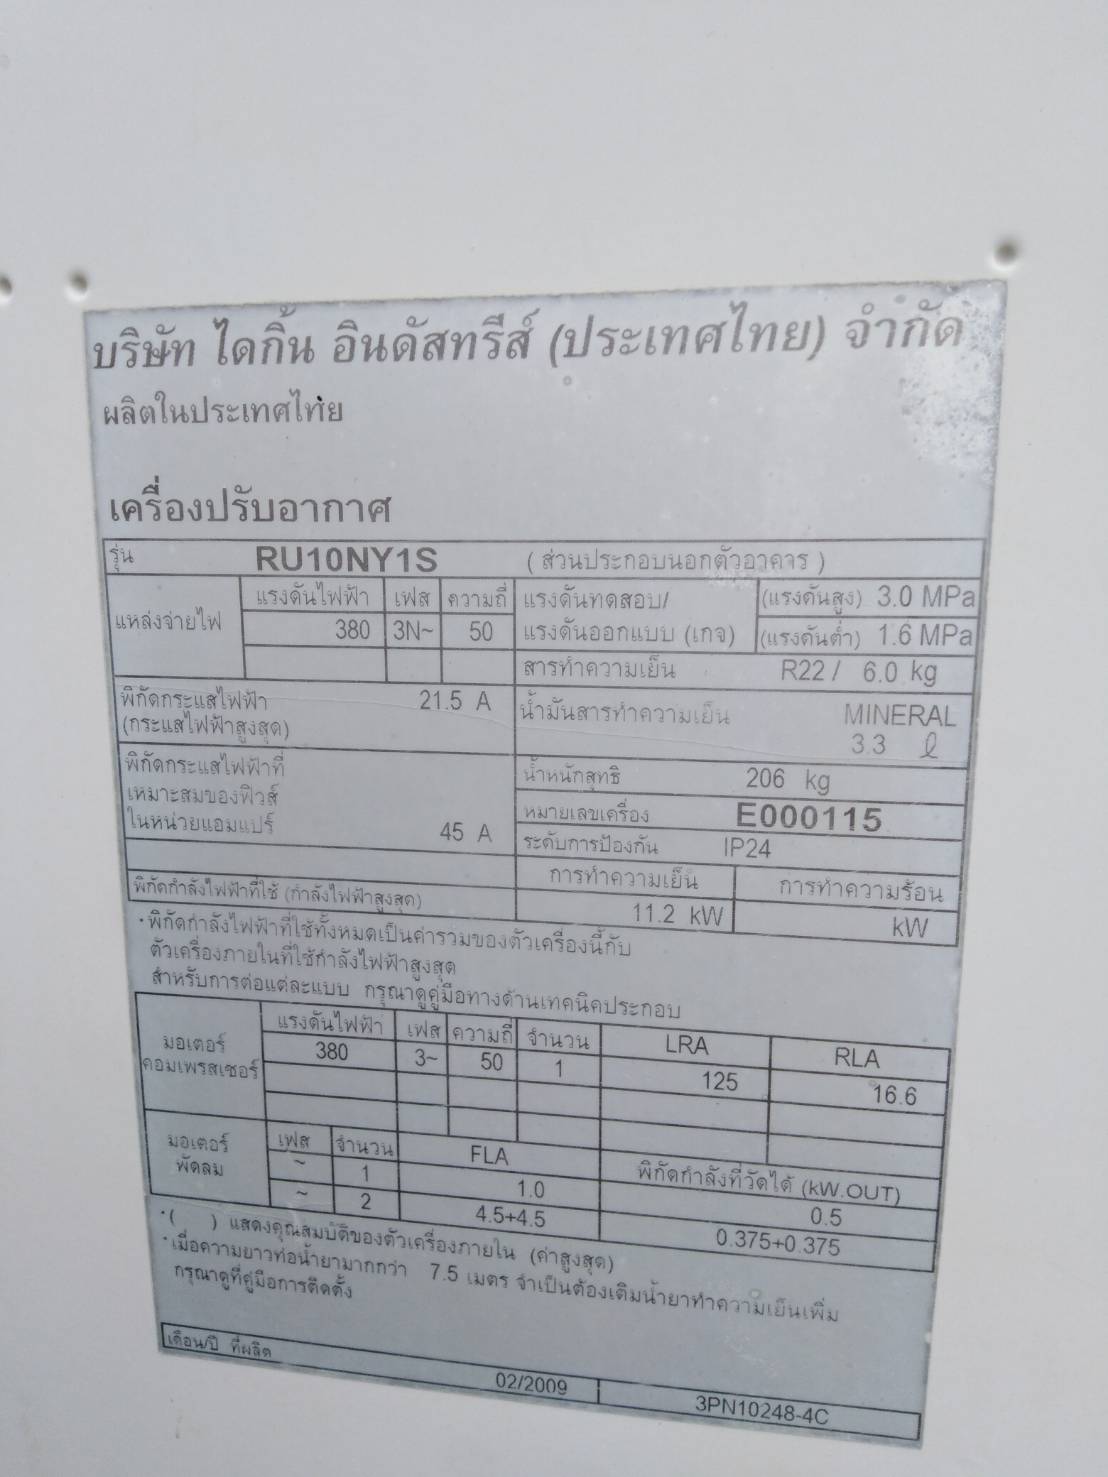 บริษัท ไดกิ้น อินดัสทรีส์ (ประเทศไทย) จำกัด
ผลิตในประเทศไทย
เครื่องปรับอากาศ
รุ่น RU10NY1S (ส่วนประกอบนอกตัวอาคาร)
แหล่งจ่ายไฟ แรงดันไฟฟ้า เฟส ความถี่
380 3N~ 50
แรงดันทดสอบ/ (แรงดันสูง) 3.0 MPa
แรงดันออกแบบ (เกจ) (แรงดันต่ำ) 1.6 MPa
สารทำความเย็น R22 / 6.0 kg
พิกัดกระแสไฟฟ้า 21.5 A
(กระแสไฟฟ้าสูงสุด)
น้ำมันสารทำความเย็น MINERAL
3.3 ℓ
พิกัดกระแสไฟฟ้าที่
เหมาะสมของฟิวส์
ในหน่วยแอมแปร์ 45 A
น้ำหนักสุทธิ 206 kg
หมายเลขเครื่อง E000115
ระดับการป้องกัน IP24
การทำความเย็น การทำความร้อน
พิกัดกำลังไฟฟ้าที่ใช้ (กำลังไฟฟ้าสูงสุด) 11.2 kW kW
·พิกัดกำลังไฟฟ้าที่ใช้ทั้งหมดเป็นค่ารวมของตัวเครื่องนี้กับ
ตัวเครื่องภายในที่ใช้กำลังไฟฟ้าสูงสุด
สำหรับการต่อแต่ละแบบ กรุณาดูคู่มือทางด้านเทคนิคประกอบ
มอเตอร์
คอมเพรสเซอร์
แรงดันไฟฟ้า เฟส ความถี่ จำนวน LRA RLA
380 3~ 50 1 125 16.6
มอเตอร์
พัดลม
เฟส จำนวน FLA พิกัดกำลังที่วัดได้ (kW.OUT)
~ 1 1.0 0.5
~ 2 4.5+4.5 0.375+0.375
·( ) แสดงคุณสมบัติของตัวเครื่องภายใน (ค่าสูงสุด)
·เมื่อความยาวท่อน้ำยามากกว่า 7.5 เมตร จำเป็นต้องเติมน้ำยาทำความเย็นเพิ่ม
กรุณาดูที่คู่มือการติดตั้ง
เดือน/ปี ที่ผลิต 02/2009 3PN10248-4C